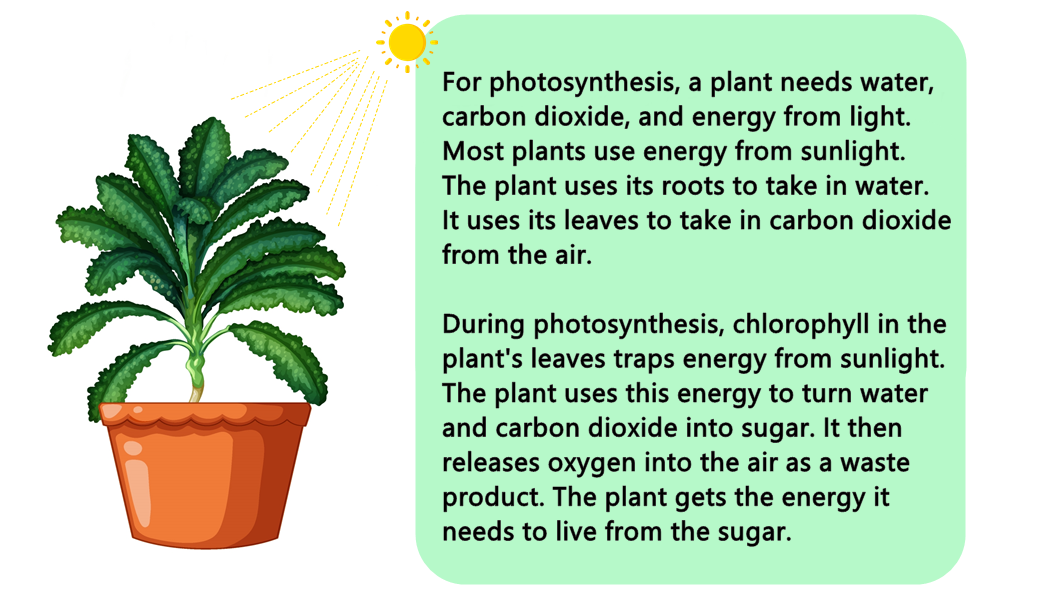 For photosynthesis, a plant needs water,
carbon dioxide, and energy from light.
Most plants use energy from sunlight.
The plant uses its roots to take in water.
It uses its leaves to take in carbon dioxide
from the air.
During photosynthesis, chlorophyll in the
plant's leaves traps energy from sunlight.
The plant uses this energy to turn water
and carbon dioxide into sugar. It then
releases oxygen into the air as a waste
product. The plant gets the energy it
needs to live from the sugar.